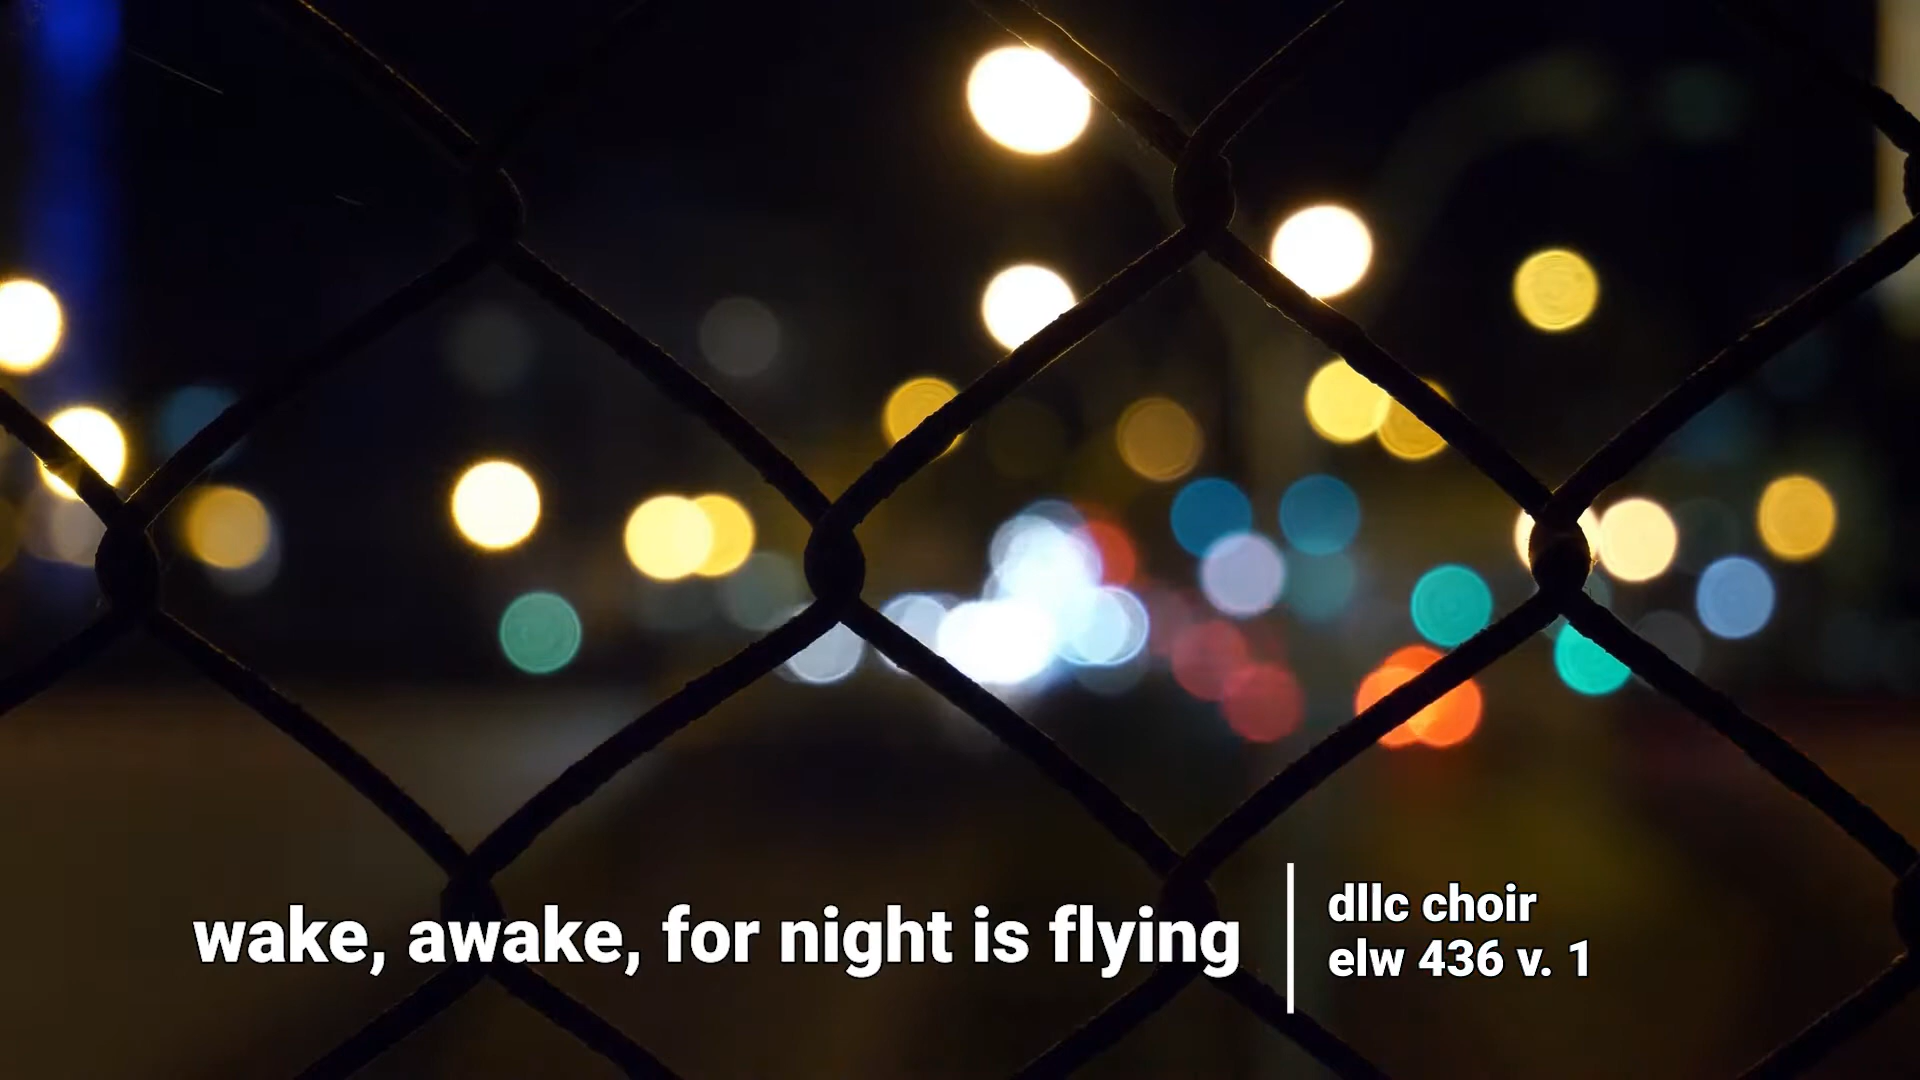 wake, awake, for night is flying
dllc choir
elw 436 v. 1